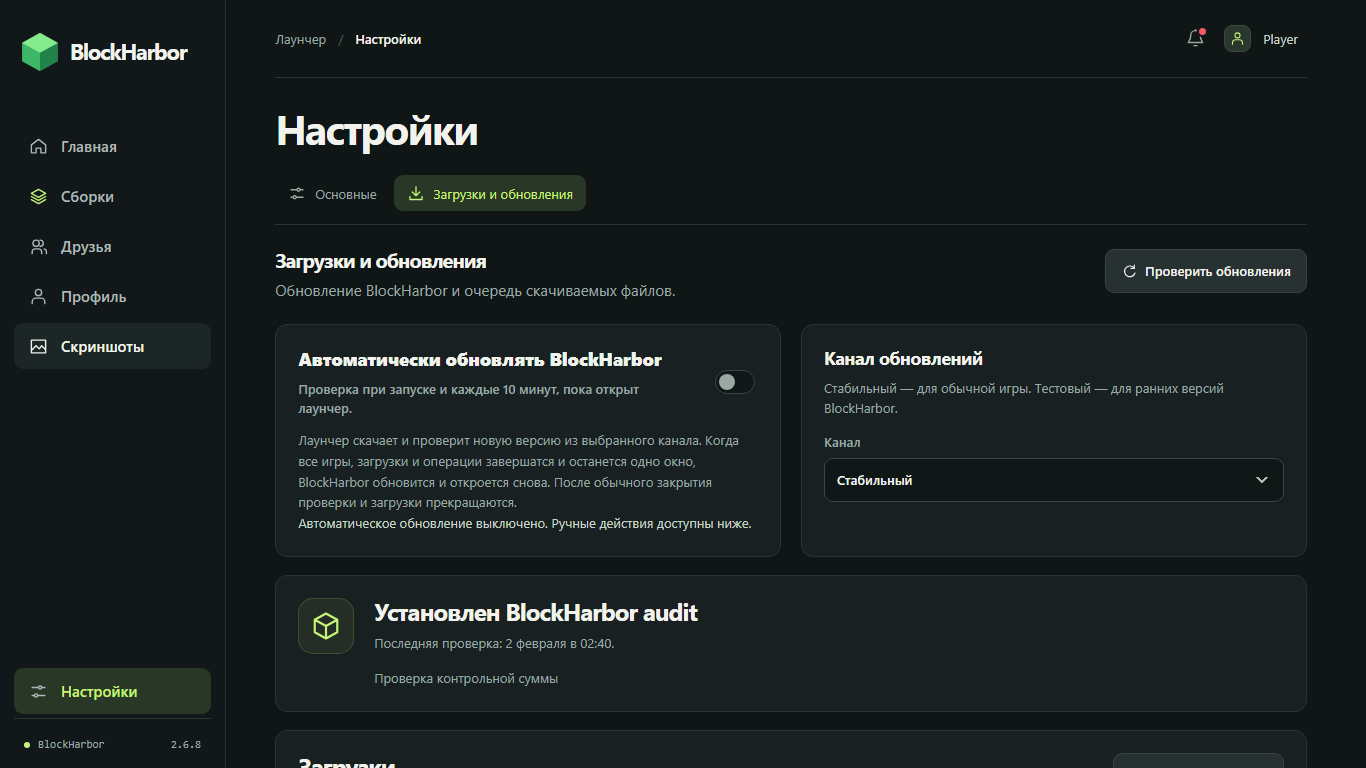 BlockHarbor
Лаунчер / Настройки
Player
Главная
Сборки
Друзья
Профиль
Скриншоты
Настройки
BlockHarbor 2.6.8
Настройки
Основные
Загрузки и обновления
Загрузки и обновления
Обновление BlockHarbor и очередь скачиваемых файлов.
Проверить обновления
Автоматически обновлять BlockHarbor
Проверка при запуске и каждые 10 минут, пока открыт
лаунчер.
Лаунчер скачает и проверит новую версию из выбранного канала. Когда
все игры, загрузки и операции завершатся и останется одно окно,
BlockHarbor обновится и откроется снова. После обычного закрытия
проверки и загрузки прекращаются.
Автоматическое обновление выключено. Ручные действия доступны ниже.
Канал обновлений
Стабильный — для обычной игры. Тестовый — для ранних версий
BlockHarbor.
Канал
Стабильный
Установлен BlockHarbor audit
Последняя проверка: 2 февраля в 02:40.
Проверка контрольной суммы
Загрузки